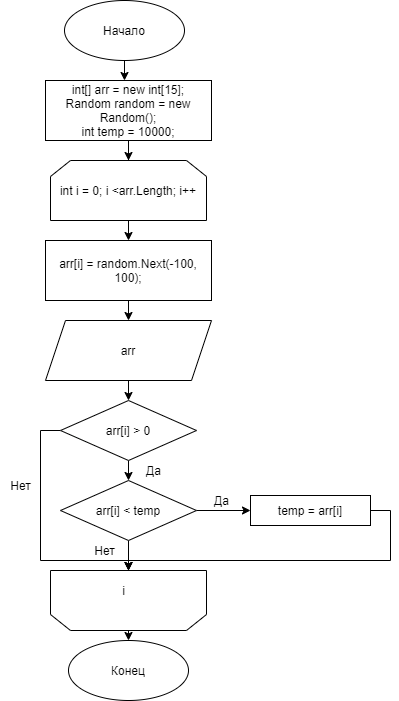 Начало
int[] arr = new int[15];
Random random = new
Random();
int temp = 10000;
int i = 0; i <arr.Length; i++
arr[i] = random.Next(-100,
100);
arr
arr[i] > 0
Да
Нет
arr[i] < temp
Да
temp = arr[i]
Нет
i
Конец